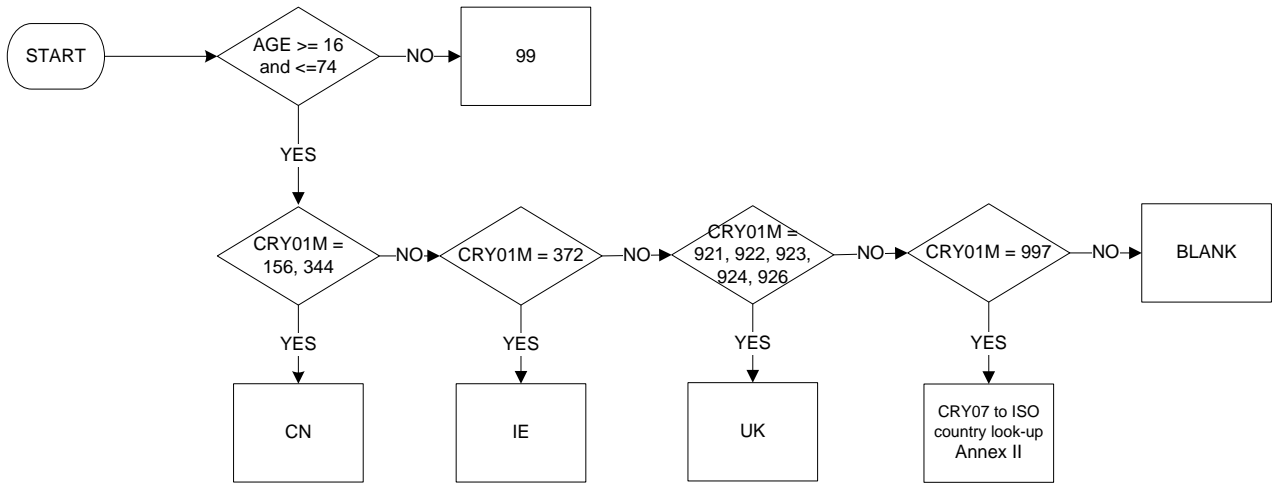 START
AGE >= 16
and <=74
NO
99
YES
CRY01M =
156, 344
NO
CRY01M = 372
NO
CRY01M =
921, 922, 923,
924, 926
NO
CRY01M = 997
NO
BLANK
YES
YES
YES
YES
CN
IE
UK
CRY07 to ISO
country look-up
Annex II